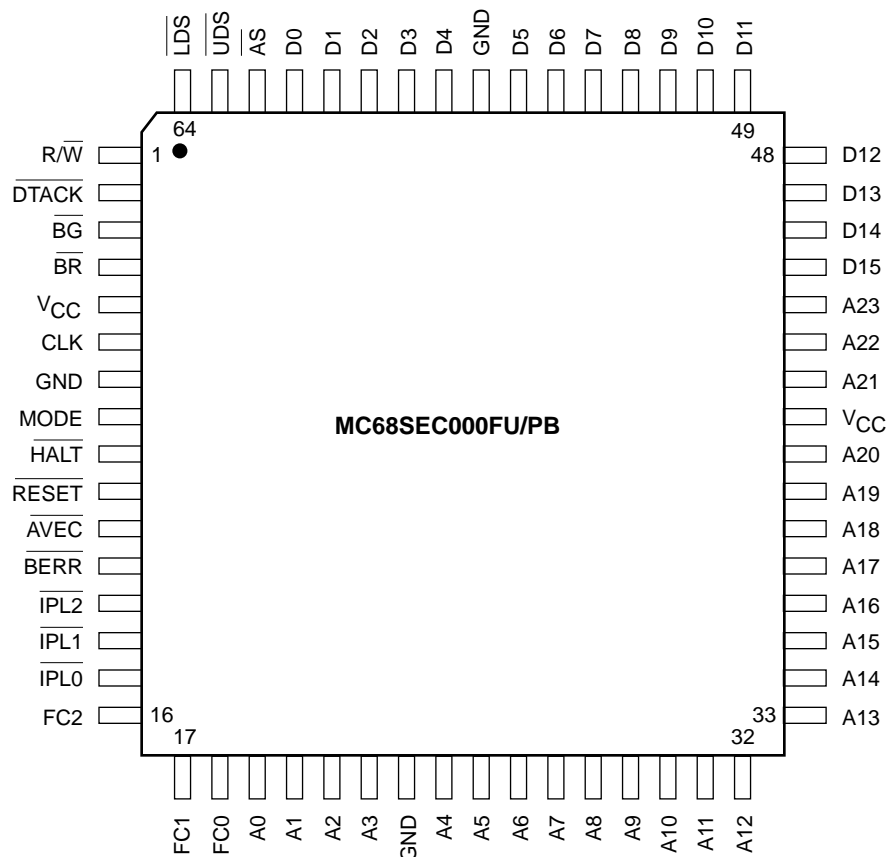 LDS
UDS
AS
D0
D1
D2
D3
D4
GND
D5
D6
D7
D8
D9
D10
D11
64
49
R/W
1
48
D12
DTACK
D13
BG
D14
BR
D15
VCC
A23
CLK
A22
GND
A21
MODE
VCC
MC68SEC000FU/PB
HALT
A20
RESET
A19
AVEC
A18
BERR
A17
IPL2
A16
IPL1
A15
IPL0
A14
FC2
16
33
A13
17
32
FC1
FC0
A0
A1
A2
A3
GND
A4
A5
A6
A7
A8
A9
A10
A11
A12